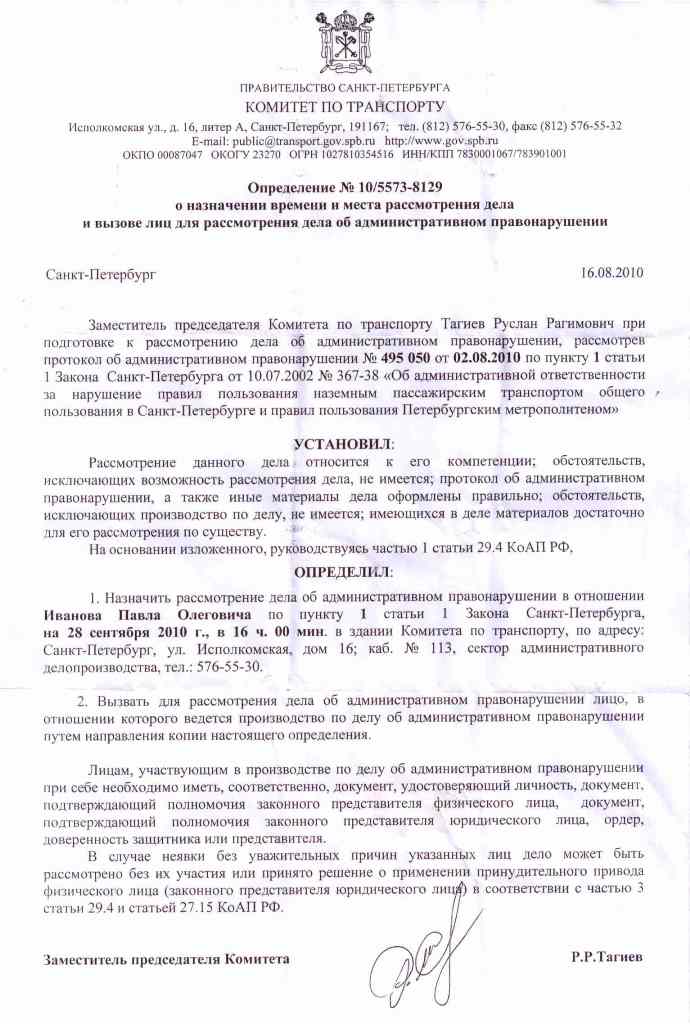 ПРАВИТЕЛЬСТВО САНКТ-ПЕТЕРБУРГА
КОМИТЕТ ПО ТРАНСПОРТУ
Исполкомская ул., д. 16, литер А, Санкт-Петербург, 191167; тел. (812) 576-55-30, факс (812) 576-55-32
E-mail: public@transport.gov.spb.ru http://www.gov.spb.ru
ОКПО 00087047 ОКОГУ 23270 ОГРН 1027810354516 ИНН/КПП 7830001067/783901001
Определение № 10/5573-8129
о назначении времени и места рассмотрения дела
и вызове лиц для рассмотрения дела об административном правонарушении
Санкт-Петербург 16.08.2010
Заместитель председателя Комитета по транспорту Тагиев Руслан Рагимович при
подготовке к рассмотрению дела об административном правонарушении, рассмотрев
протокол об административном правонарушении № 495 050 от 02.08.2010 по пункту 1 статьи
1 Закона Санкт-Петербурга от 10.07.2002 № 367-38 «Об административной ответственности
за нарушение правил пользования наземным пассажирским транспортом общего
пользования в Санкт-Петербурге и правил пользования Петербургским метрополитеном»
УСТАНОВИЛ:
Рассмотрение данного дела относится к его компетенции; обстоятельств,
исключающих возможность рассмотрения дела, не имеется; протокол об административном
правонарушении, а также иные материалы дела оформлены правильно; обстоятельств,
исключающих производство по делу, не имеется; имеющихся в деле материалов достаточно
для его рассмотрения по существу.
На основании изложенного, руководствуясь частью 1 статьи 29.4 КоАП РФ,
ОПРЕДЕЛИЛ:
1. Назначить рассмотрение дела об административном правонарушении в отношении
Иванова Павла Олеговича по пункту 1 статьи 1 Закона Санкт-Петербурга,
на 28 сентября 2010 г., в 16 ч. 00 мин. в здании Комитета по транспорту, по адресу:
Санкт-Петербург, ул. Исполкомская, дом 16; каб. № 113, сектор административного
делопроизводства, тел.: 576-55-30.
2. Вызвать для рассмотрения дела об административном правонарушении лицо, в
отношении которого ведется производство по делу об административном правонарушении
путем направления копии настоящего определения.
Лицам, участвующим в производстве по делу об административном правонарушении
при себе необходимо иметь, соответственно, документ, удостоверяющий личность, документ,
подтверждающий полномочия законного представителя физического лица, документ,
подтверждающий полномочия законного представителя юридического лица, ордер,
доверенность защитника или представителя.
В случае неявки без уважительных причин указанных лиц дело может быть
рассмотрено без их участия или принято решение о применении принудительного привода
физического лица (законного представителя юридического лица) в соответствии с частью 3
статьи 29.4 и статьей 27.15 КоАП РФ.
Заместитель председателя Комитета Р.Р.Тагиев